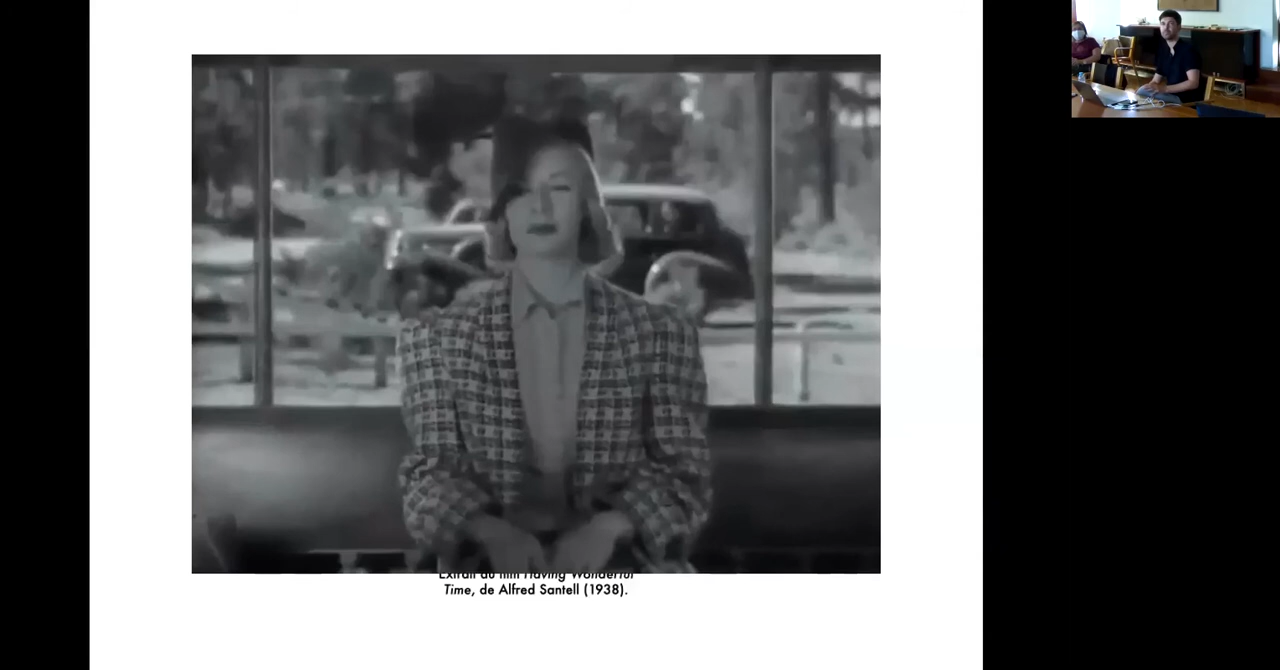 Extrait du film Having Wonderful
Time, de Alfred Santell (1938).